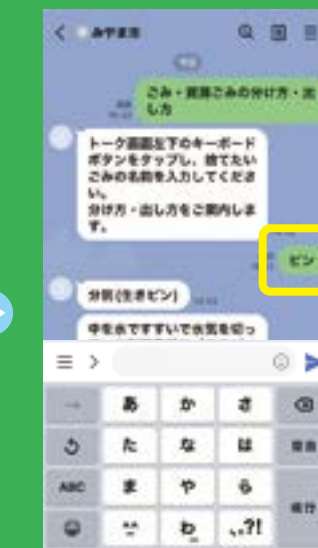 みやま市
ごみ・資源ごみの分け方・出
し方
トーク画面左下のキーボード
ボタンをタップし、捨てたい
ごみの名前を入力してくださ
い。
分け方・出し方をご案内しま
す。
ビン
分別(生きビン)
中を水ですすいで水気を切っ
→
あ
か
さ
た
な
は
空白
ABC
ま
や
ら
改行
^^
わ
、。?!